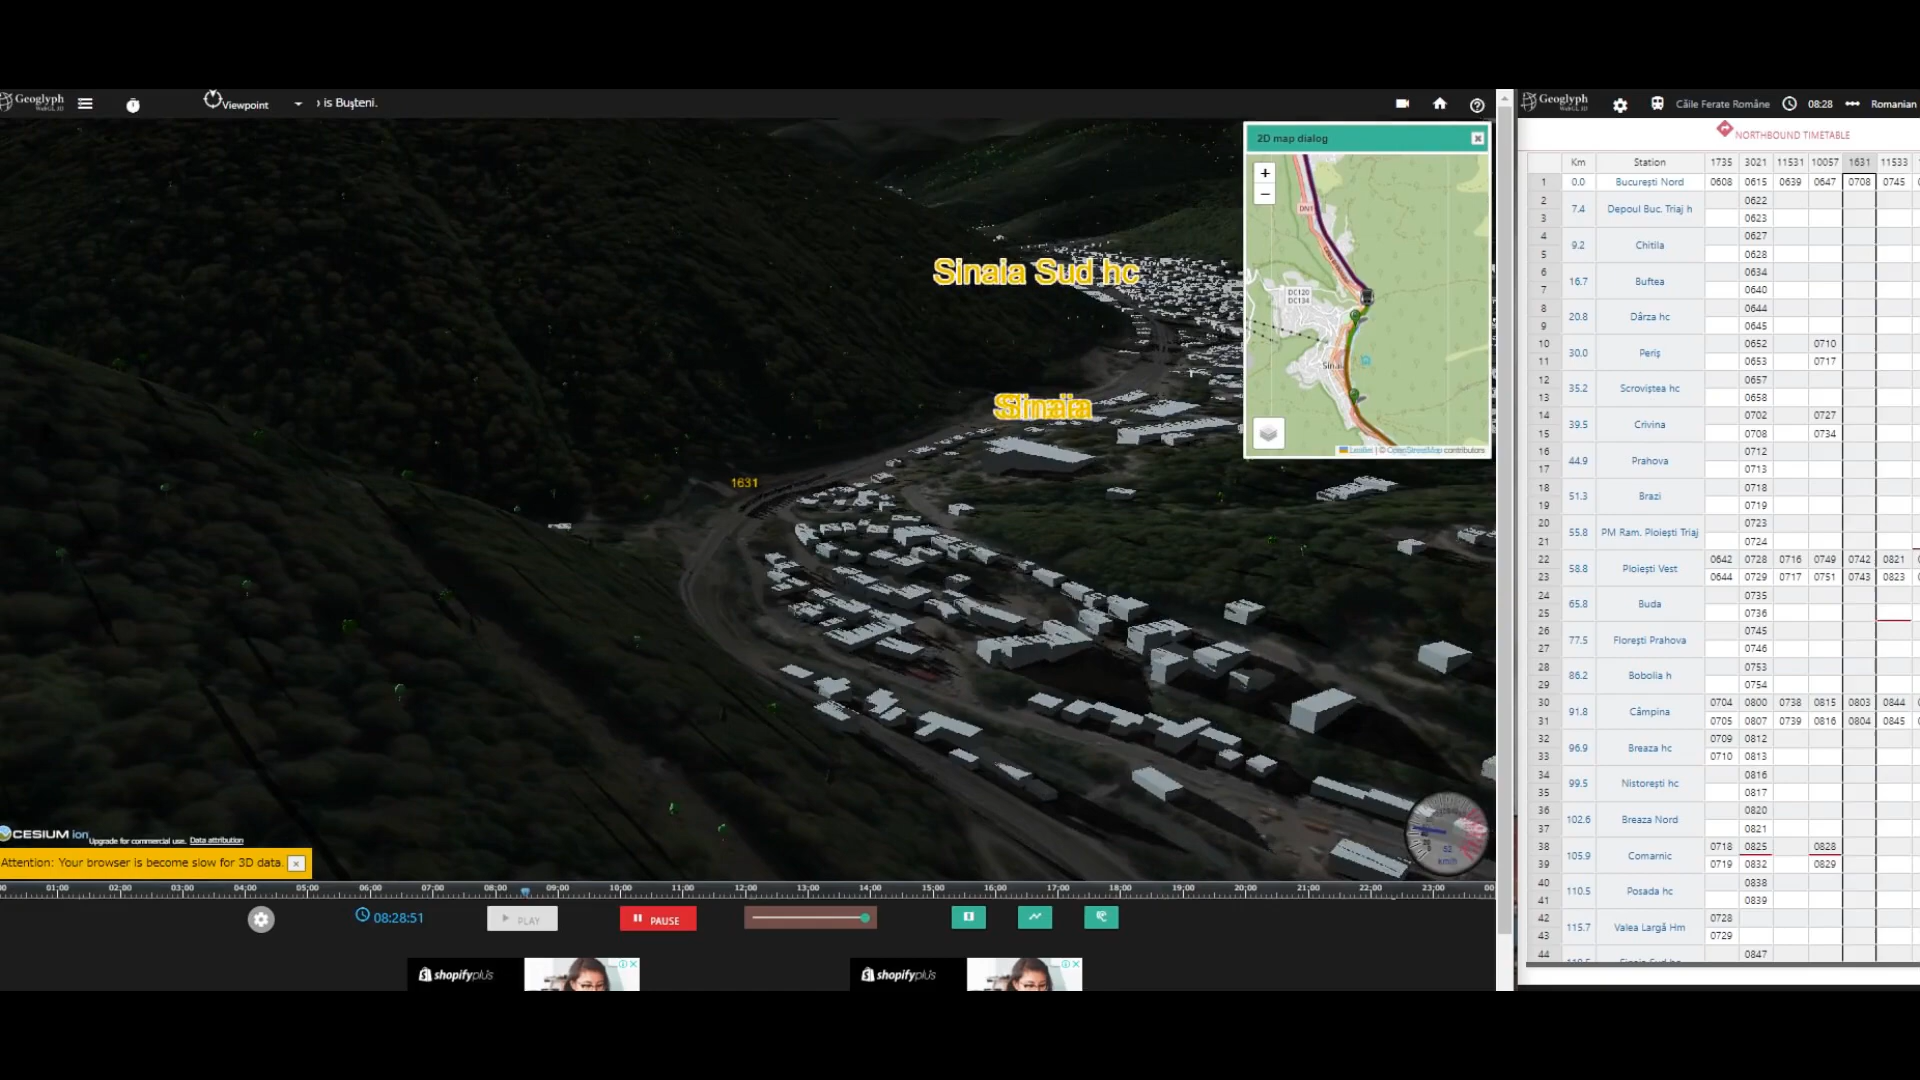 Geoglyph
Viewpoint
is Buşteni.
Geoglyph
Căile Ferate Române
08:28
Romanian
2D map dialog
NORTHBOUND TIMETABLE
+
−
DN1
DC120
DC134
Leaflet | © OpenStreetMap contributors
Sinaia Sud hc
Sinaia
1631
Km Station 1735 3021 11531 10057 1631 11533
1 0.0 Bucureşti Nord 0608 0615 0639 0647 0708 0745
2 0622
7.4 Depoul Buc. Triaj h
3 0623
4 0627
9.2 Chitila
5 0628
6 0634
16.7 Buftea
7 0640
8 0644
20.8 Dârza hc
9 0645
10 0652 0710
30.0 Periş
11 0653 0717
12 0657
35.2 Scroviştea hc
13 0658
14 0702 0727
39.5 Crivina
15 0708 0734
16 0712
44.9 Prahova
17 0713
18 0718
51.3 Brazi
19 0719
20 0723
55.8 PM Ram. Ploieşti Triaj
21 0724
22 0642 0728 0716 0749 0742 0821
58.8 Ploieşti Vest
23 0644 0729 0717 0751 0743 0823
24 0735
65.8 Buda
25 0736
26 0745
77.5 Floreşti Prahova
27 0746
28 0753
86.2 Bobolia h
29 0754
30 0704 0800 0738 0815 0803 0844
91.8 Câmpina
31 0705 0807 0739 0816 0804 0845
32 0709 0812
96.9 Breaza hc
33 0710 0813
34 0816
99.5 Nistoreşti hc
35 0817
36 0820
102.6 Breaza Nord
37 0821
38 0718 0825 0828
105.9 Comarnic
39 0719 0832 0829
40 0838
110.5 Posada hc
41 0839
42 0728
115.7 Valea Largă Hm
43 0729
44 0847
CESIUM ion
Upgrade for commercial use. Data attribution
Attention: Your browser is become slow for 3D data.
52
km/h
01:00 02:00 03:00 04:00 05:00 06:00 07:00 08:00 09:00 10:00 11:00 12:00 13:00 14:00 15:00 16:00 17:00 18:00 19:00 20:00 21:00 22:00 23:00 00
08:28:51
PLAY
PAUSE
shopifyplus
shopifyplus